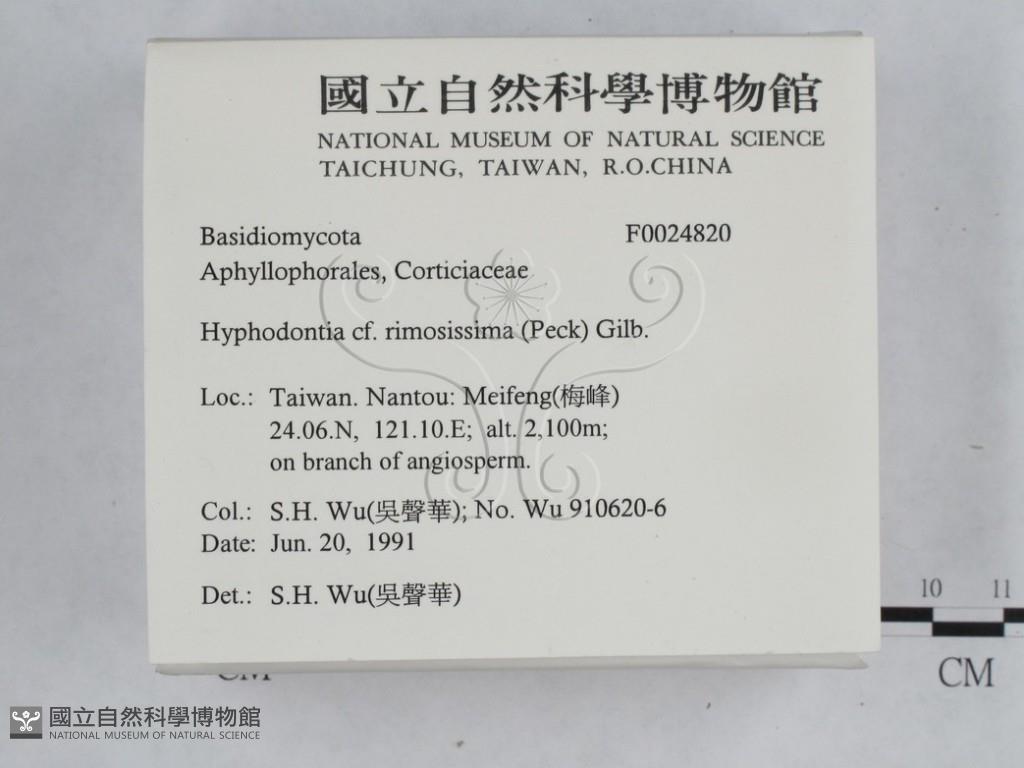 國立自然科學博物館
NATIONAL MUSEUM OF NATURAL SCIENCE
TAICHUNG, TAIWAN, R.O.CHINA
Basidiomycota F0024820
Aphyllophorales, Corticiaceae
Hyphodontia cf. rimosissima (Peck) Gilb.
Loc.: Taiwan. Nantou: Meifeng(梅峰)
24.06.N, 121.10.E; alt. 2,100m;
on branch of angiosperm.
Col.: S.H. Wu(吳聲華); No. Wu 910620-6
Date: Jun. 20, 1991
Det.: S.H. Wu(吳聲華)
10 11
CM
CM
國立自然科學博物館
NATIONAL MUSEUM OF NATURAL SCIENCE